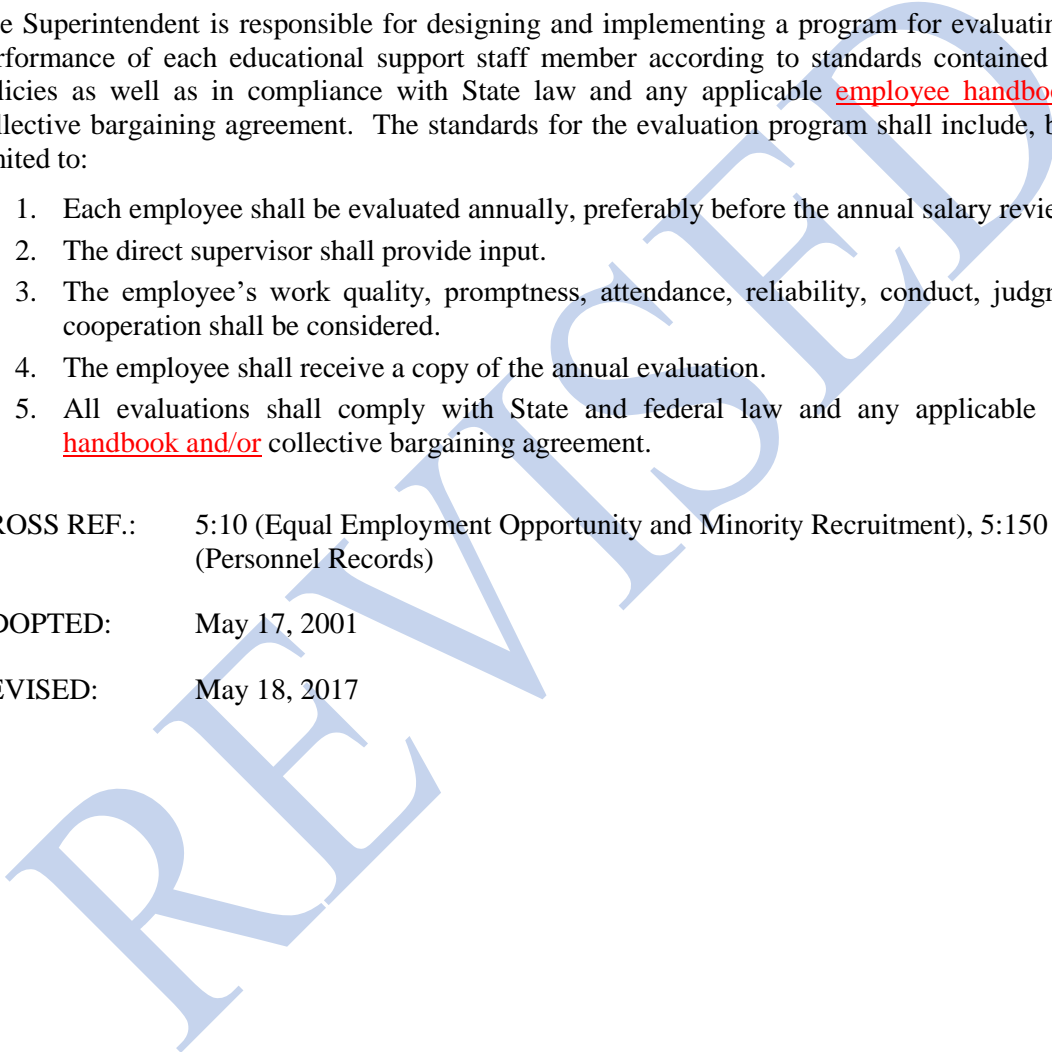 e Superintendent is responsible for designing and implementing a program for evaluatin
rformance of each educational support staff member according to standards contained
licies as well as in compliance with State law and any applicable employee handboo
llective bargaining agreement. The standards for the evaluation program shall include, b
nited to:
1. Each employee shall be evaluated annually, preferably before the annual salary revie
2. The direct supervisor shall provide input.
3. The employee’s work quality, promptness, attendance, reliability, conduct, judgn
cooperation shall be considered.
4. The employee shall receive a copy of the annual evaluation.
5. All evaluations shall comply with State and federal law and any applicable
handbook and/or collective bargaining agreement.
ROSS REF.: 5:10 (Equal Employment Opportunity and Minority Recruitment), 5:150
(Personnel Records)
DOPTED: May 17, 2001
EVISED: May 18, 2017
REVISED